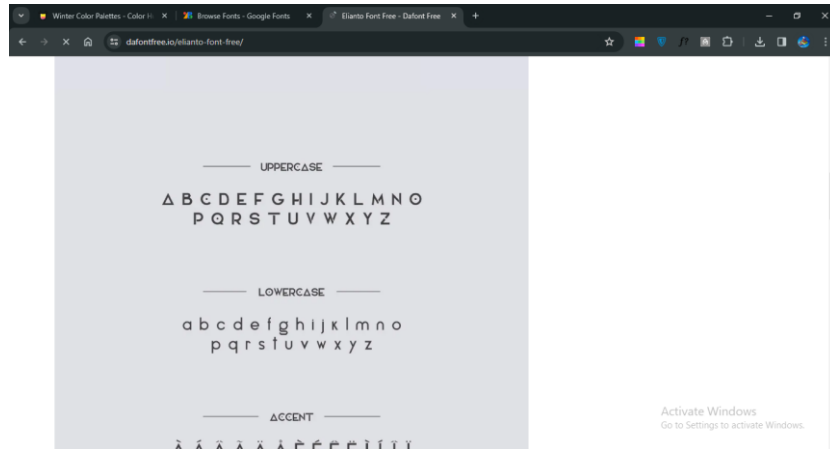 Winter Color Palettes - Color H
Browse Fonts - Google Fonts
Elianto Font Free - Dafont Free
dafontfree.io/elianto-font-free/
UPPERCASE
A B C D E F G H I J K L M N O
P Q R S T U V W X Y Z
LOWERCASE
a b c d e f g h i j k l m n o
p q r s t u v w x y z
ACCENT
Activate Windows
Go to Settings to activate Windows.